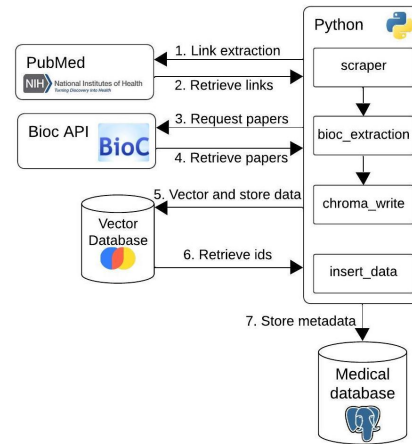 Python
PubMed
NIH
National Institutes of Health
Turning Discovery Into Health
1. Link extraction
2. Retrieve links
scraper
Bioc API
BioC
3. Request papers
4. Retrieve papers
bioc_extraction
5. Vector and store data
chroma_write
Vector
Database
6. Retrieve ids
insert_data
7. Store metadata
Medical
database